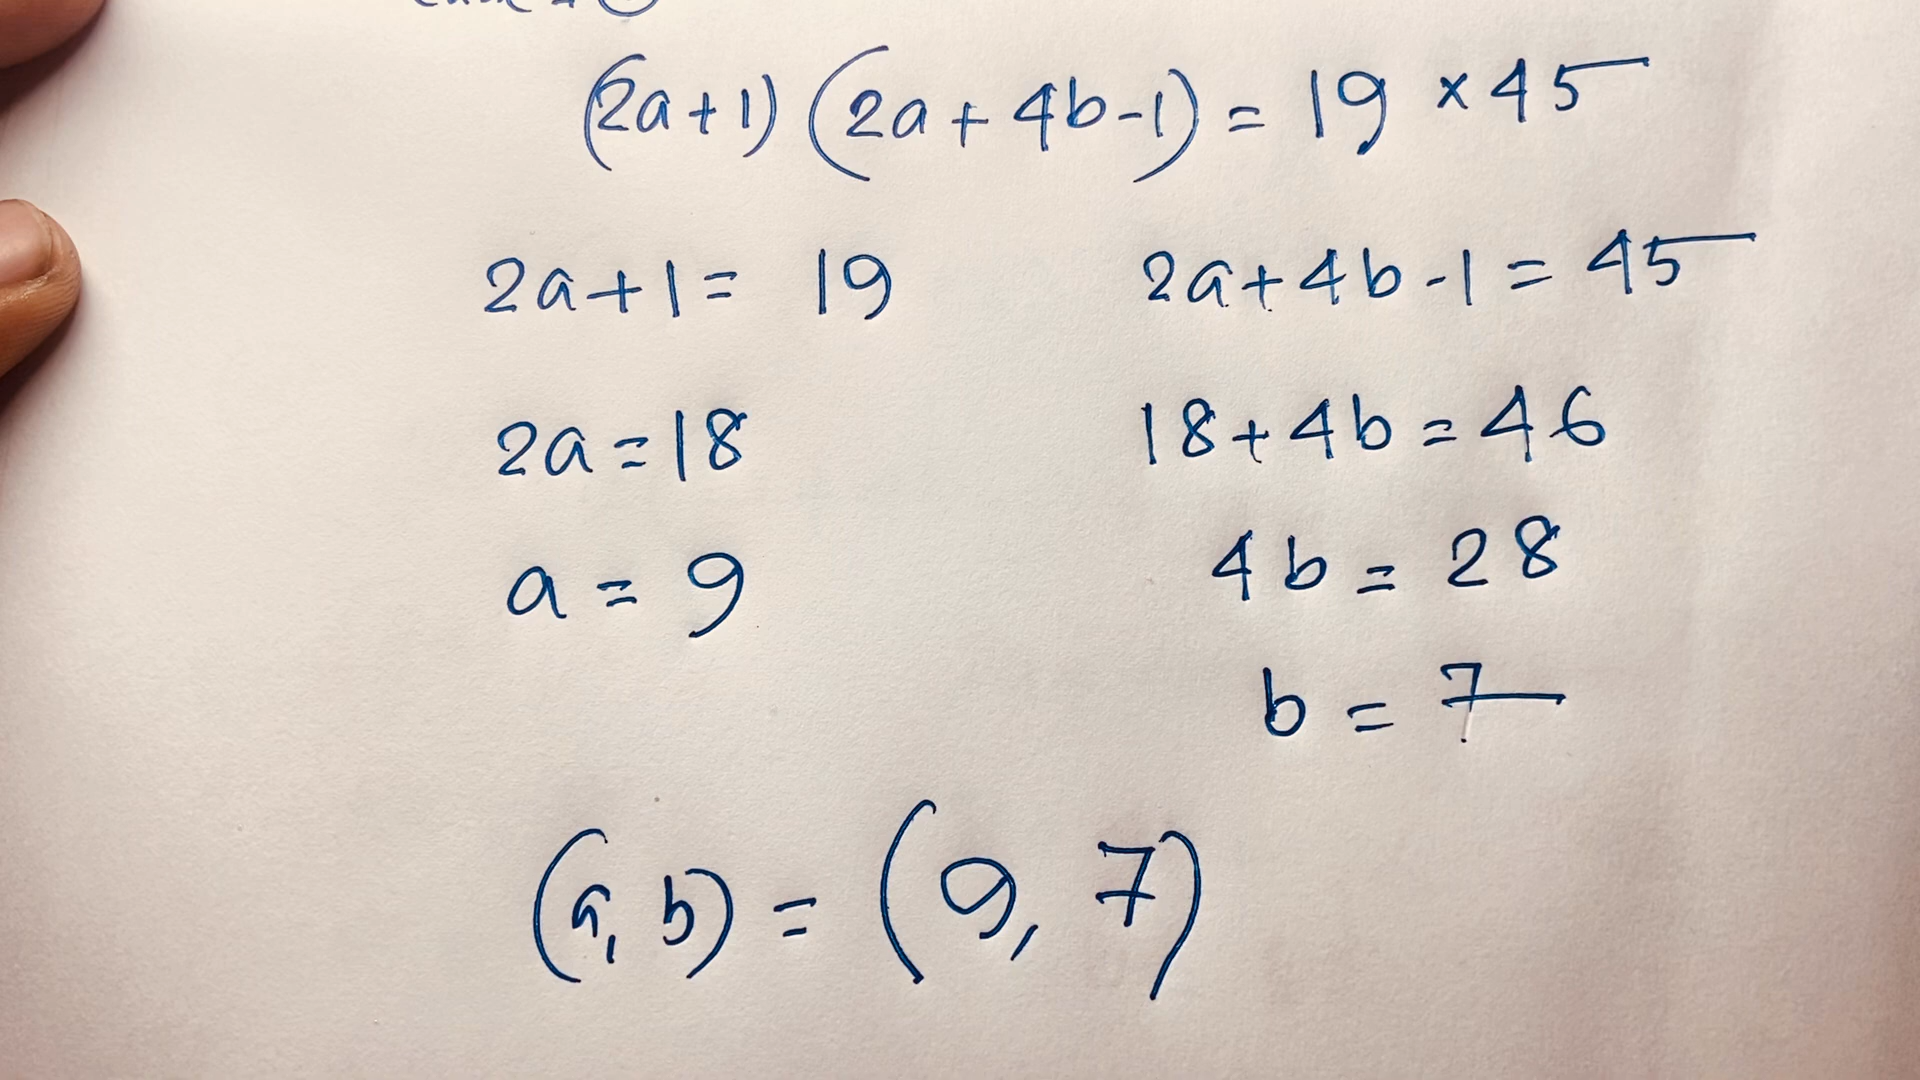 (2a+1) (2a+4b-1) = 19 × 45
2a+1 = 19 2a+4b-1 = 45
2a = 18 18+4b = 46
a = 9 4b = 28
b = 7
(a, b) = (9, 7)